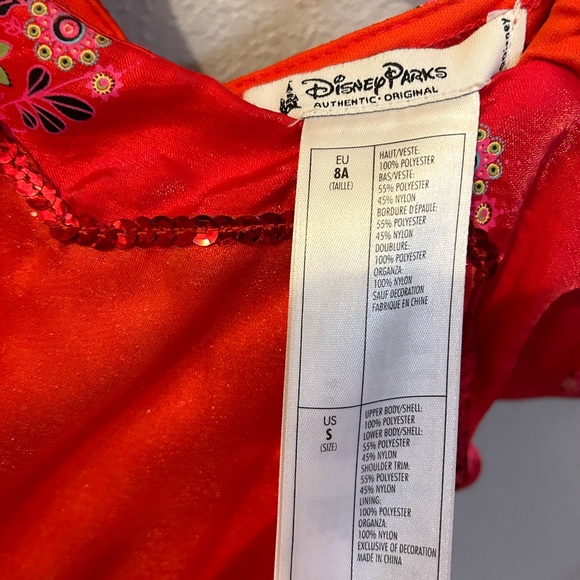 Disney Parks
AUTHENTIC · ORIGINAL
EU
8A
(TAILLE)
HAUT/VESTE:
100% POLYESTER
BAS/VESTE:
55% POLYESTER
45% NYLON
BORDURE D'ÉPAULE:
55% POLYESTER
45% NYLON
DOUBLURE:
100% POLYESTER
ORGANZA:
100% NYLON
SAUF DECORATION
FABRIQUE EN CHINE
US
S
(SIZE)
UPPER BODY/SHELL:
100% POLYESTER
LOWER BODY/SHELL:
55% POLYESTER
45% NYLON
SHOULDER TRIM:
55% POLYESTER
45% NYLON
LINING:
100% POLYESTER
ORGANZA:
100% NYLON
EXCLUSIVE OF DECORATION
MADE IN CHINA